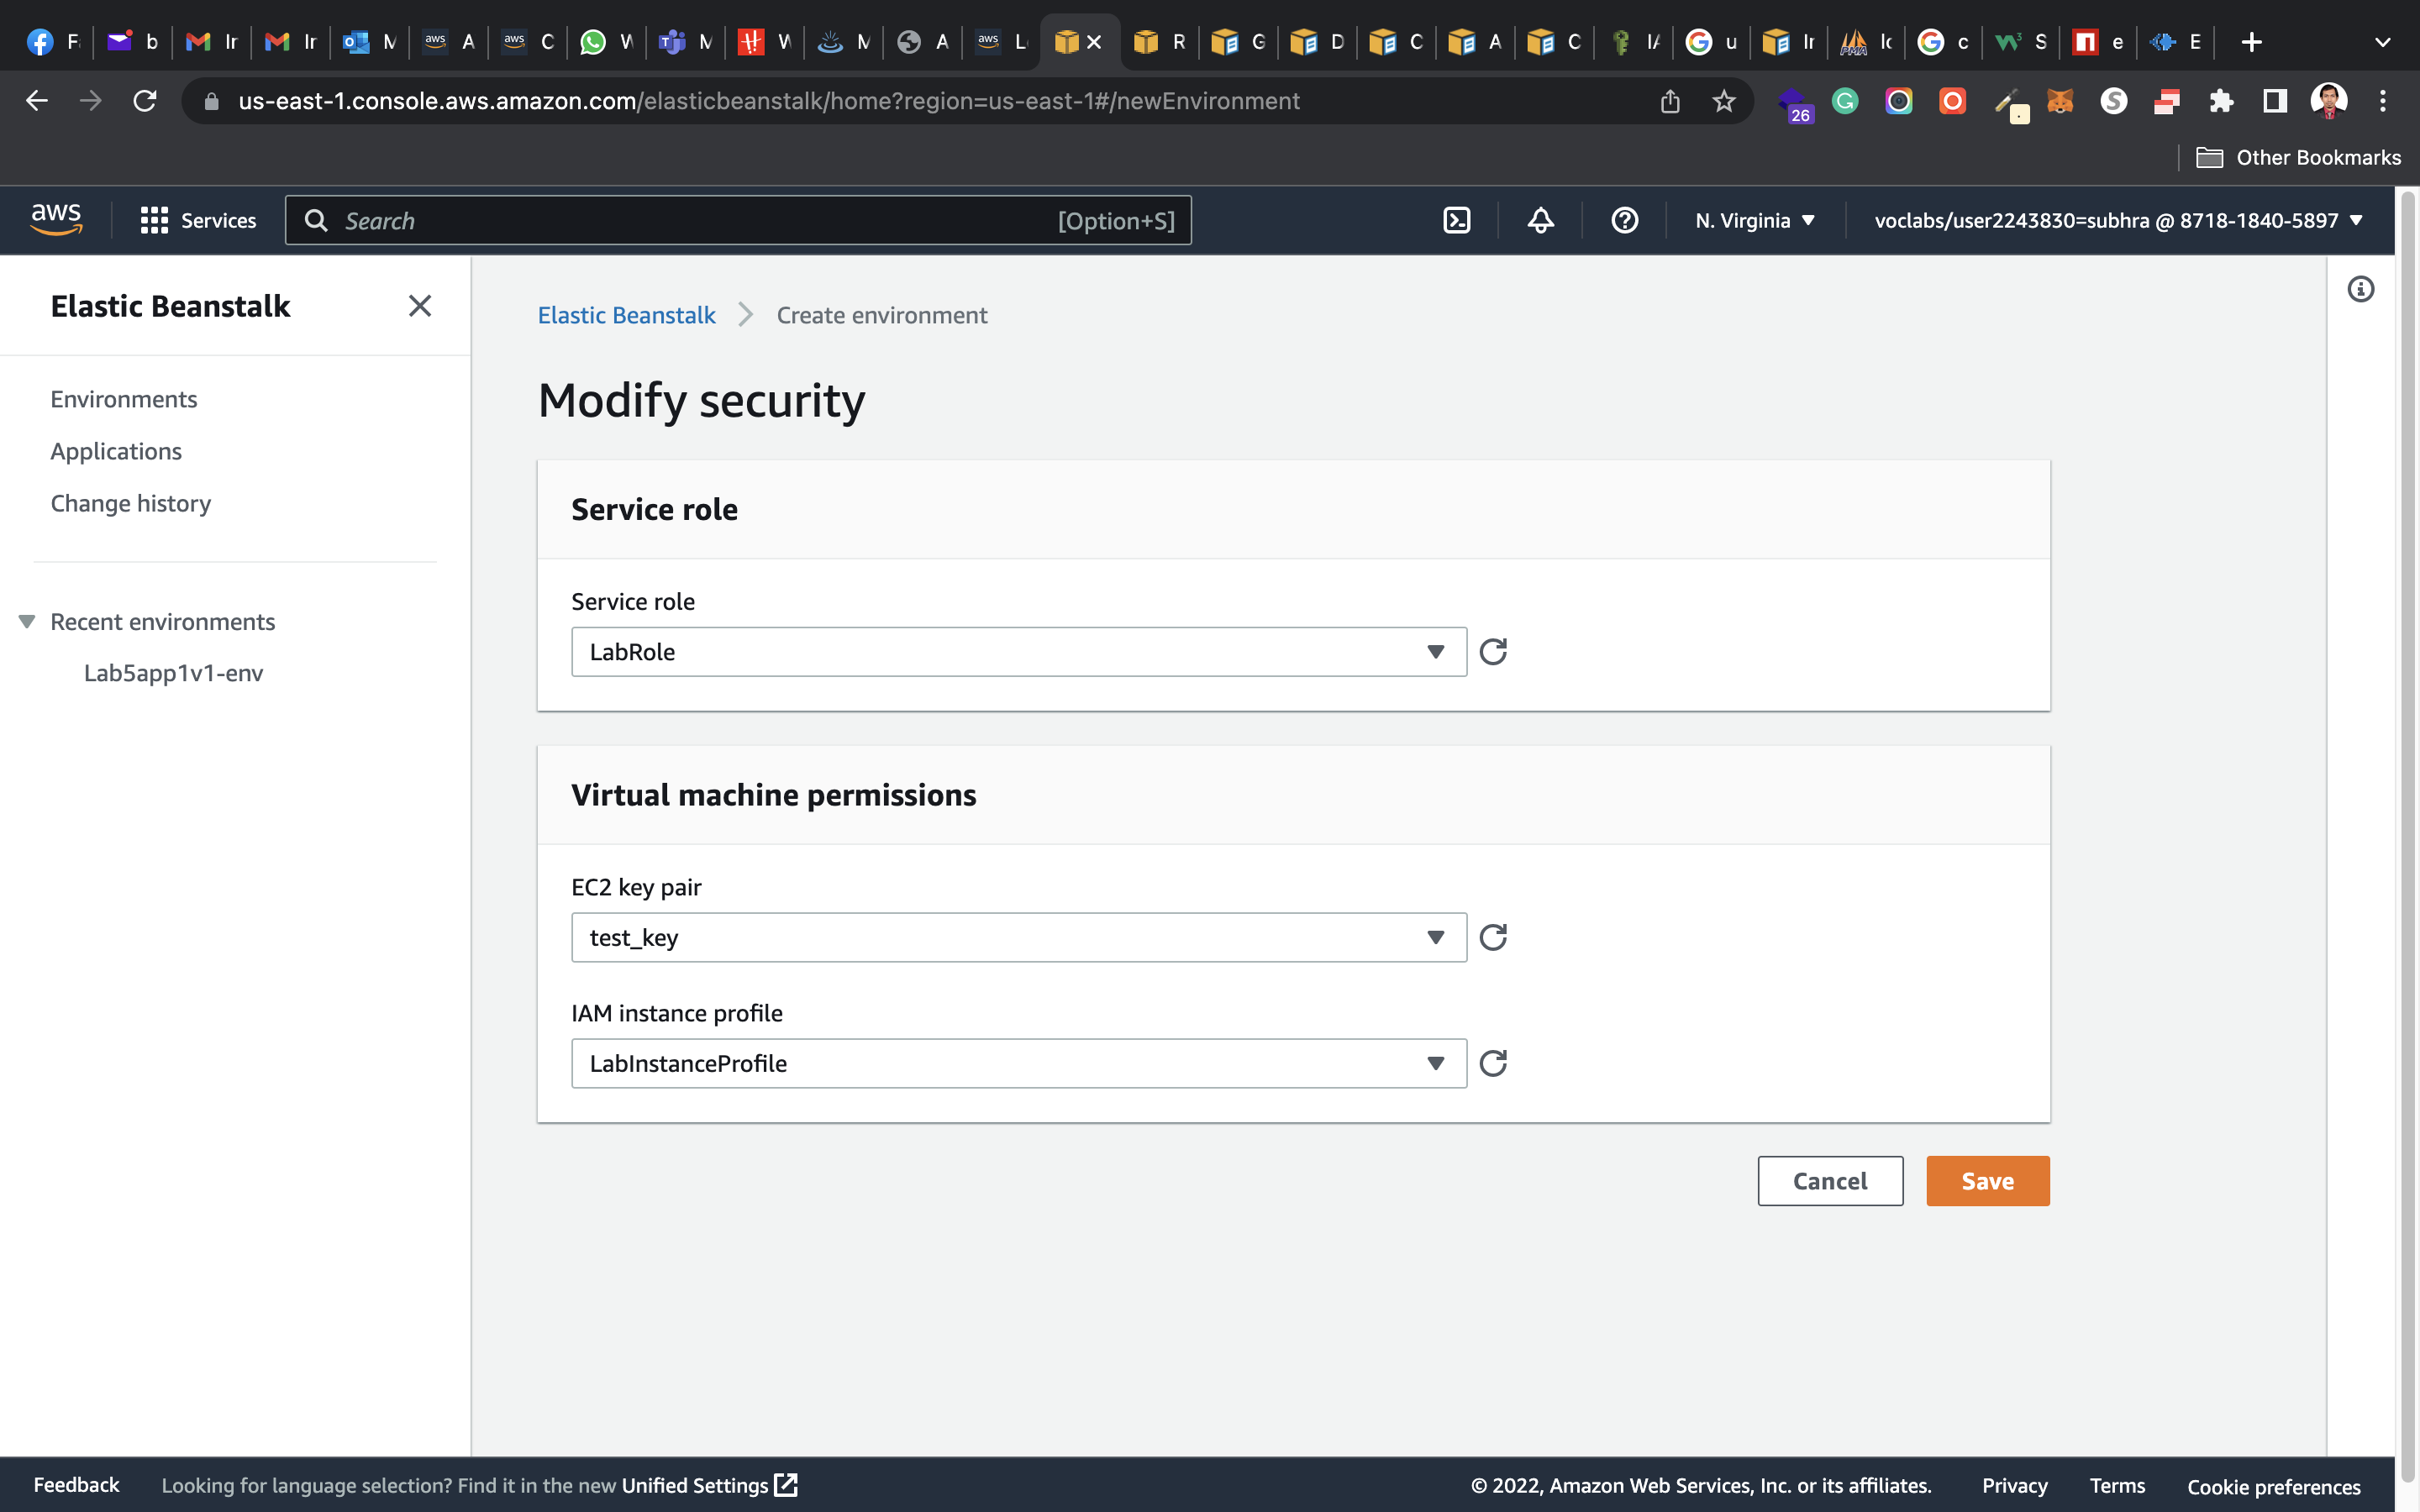 us-east-1.console.aws.amazon.com/elasticbeanstalk/home?region=us-east-1#/newEnvironment
26
Other Bookmarks
aws
Services
Search
[Option+S]
N. Virginia
voclabs/user2243830=subhra @ 8718-1840-5897
Elastic Beanstalk
Environments
Applications
Change history
Recent environments
Lab5app1v1-env
Elastic Beanstalk
Create environment
Modify security
Service role
Service role
LabRole
Virtual machine permissions
EC2 key pair
test_key
IAM instance profile
LabInstanceProfile
Cancel
Save
Feedback
Looking for language selection? Find it in the new Unified Settings
© 2022, Amazon Web Services, Inc. or its affiliates.
Privacy
Terms
Cookie preferences